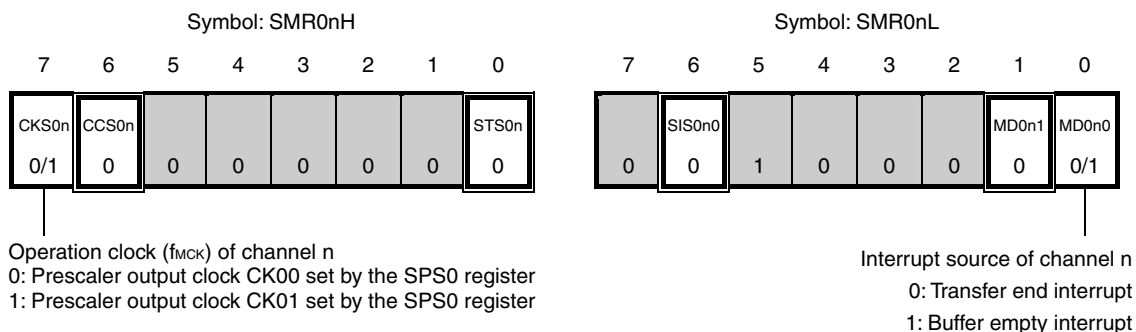 Symbol: SMR0nH
7 6 5 4 3 2 1 0
CKS0n CCS0n STS0n
0/1 0 0 0 0 0 0 0
Operation clock (fMCK) of channel n
0: Prescaler output clock CK00 set by the SPS0 register
1: Prescaler output clock CK01 set by the SPS0 register
Symbol: SMR0nL
7 6 5 4 3 2 1 0
SIS0n0 MD0n1 MD0n0
0 0 1 0 0 0 0 0/1
Interrupt source of channel n
0: Transfer end interrupt
1: Buffer empty interrupt